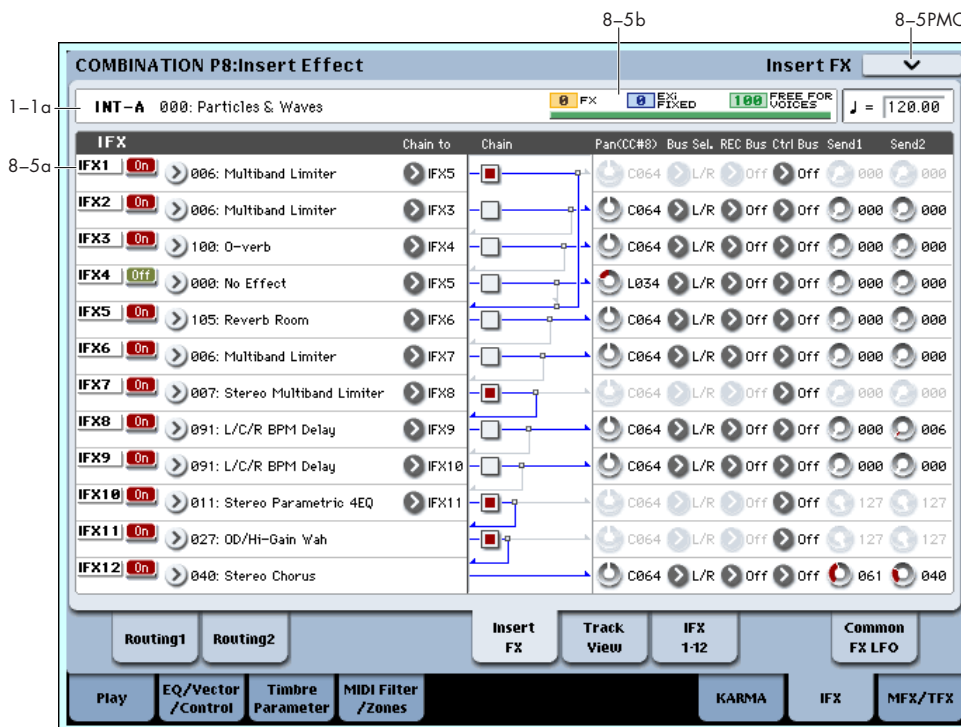 8–5b
8–5PMC
COMBINATION P8:Insert Effect
Insert FX
1–1a
INT-A 000: Particles & Waves
0 FX 0 EXi FIXED 100 FREE FOR VOICES
♩ = 120.00
IFX Chain to Chain Pan(CC#8) Bus Sel. REC Bus Ctrl Bus Send1 Send2
8–5a
IFX1 On 006: Multiband Limiter IFX5 C064 L/R Off Off 000 000
IFX2 On 006: Multiband Limiter IFX3 C064 L/R Off Off 000 000
IFX3 On 100: O-verb IFX4 C064 L/R Off Off 000 000
IFX4 Off 000: No Effect IFX5 L034 L/R Off Off 000 000
IFX5 On 105: Reverb Room IFX6 C064 L/R Off Off 000 000
IFX6 On 006: Multiband Limiter IFX7 C064 L/R Off Off 000 000
IFX7 On 007: Stereo Multiband Limiter IFX8 C064 L/R Off Off 000 000
IFX8 On 091: L/C/R BPM Delay IFX9 C064 L/R Off Off 000 006
IFX9 On 091: L/C/R BPM Delay IFX10 C064 L/R Off Off 000 000
IFX10 On 011: Stereo Parametric 4EQ IFX11 C064 L/R Off Off 127 127
IFX11 On 027: OD/Hi-Gain Wah C064 L/R Off Off 127 127
IFX12 On 040: Stereo Chorus C064 L/R Off Off 061 040
Routing1 Routing2 Insert FX Track View IFX 1-12 Common FX LFO
Play EQ/Vector /Control Timbre Parameter MIDI Filter /Zones KARMA IFX MFX/TFX